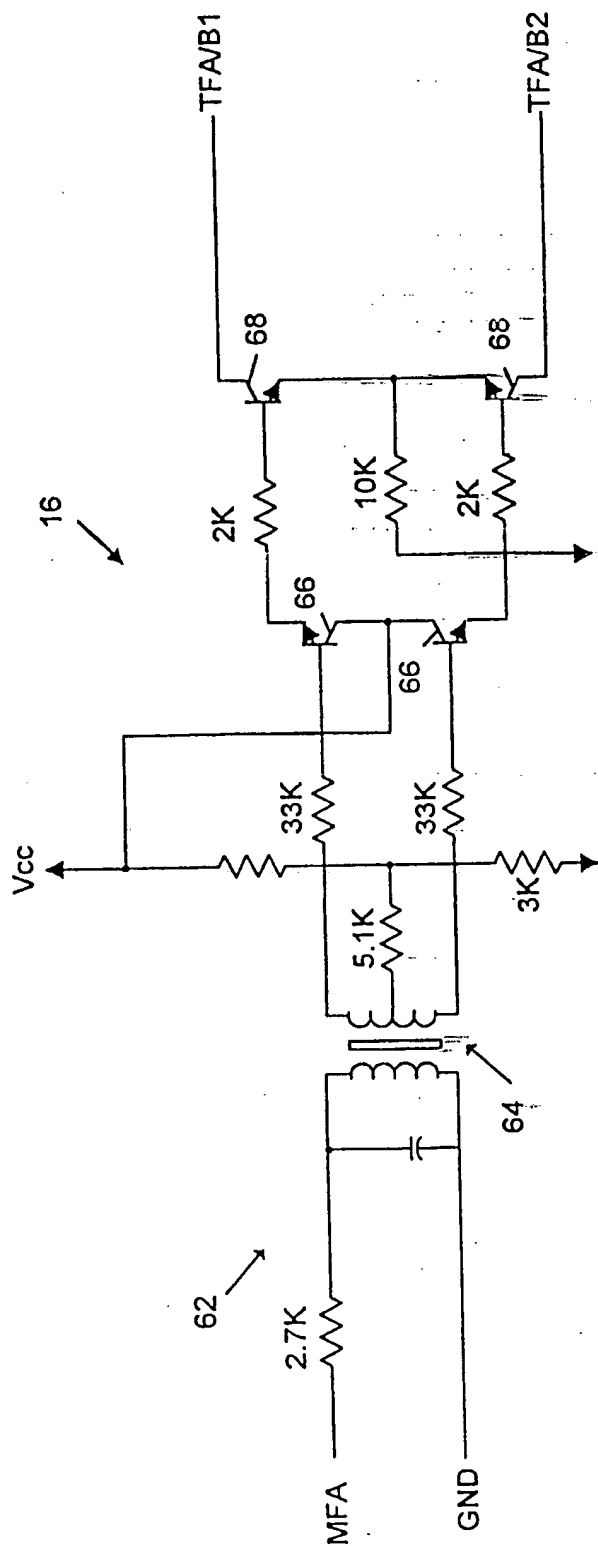 16
Vcc
TFA/B1
2K
68
66
33K
62
2.7K
MFA
5.1K
10K
66
33K
2K
68
GND
64
3K
TFA/B2